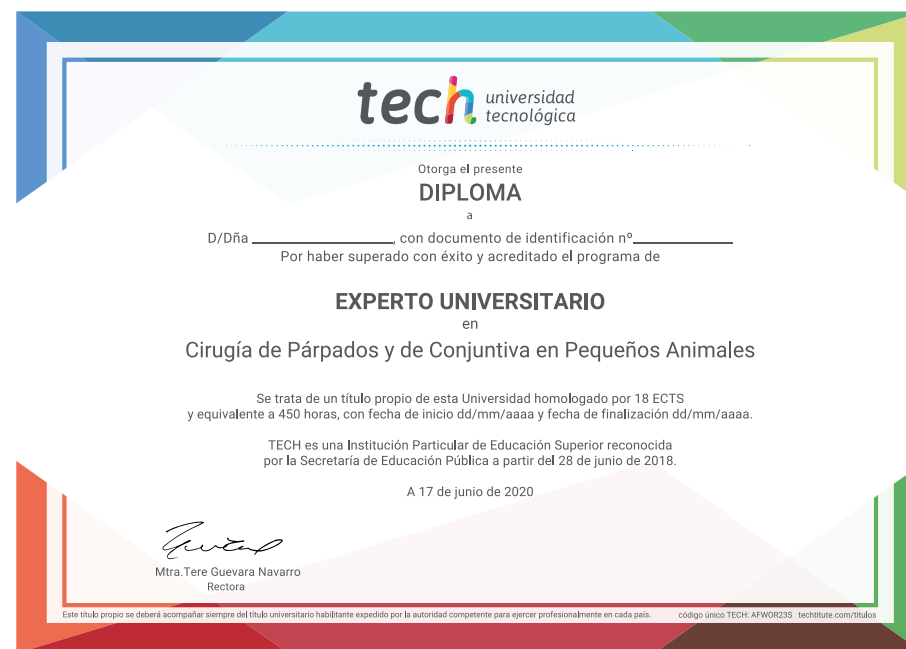 tech universidad
tecnológica
Otorga el presente
DIPLOMA
a
D/Dña ____________, con documento de identificación nº____________
Por haber superado con éxito y acreditado el programa de
EXPERTO UNIVERSITARIO
en
Cirugía de Párpados y de Conjuntiva en Pequeños Animales
Se trata de un título propio de esta Universidad homologado por 18 ECTS
y equivalente a 450 horas, con fecha de inicio dd/mm/aaaa y fecha de finalización dd/mm/aaaa.
TECH es una Institución Particular de Educación Superior reconocida
por la Secretaría de Educación Pública a partir del 28 de junio de 2018.
A 17 de junio de 2020
Mtra.Tere Guevara Navarro
Rectora
Este título propio se deberá acompañar siempre del título universitario habilitante expedido por la autoridad competente para ejercer profesionalmente en cada país. código único TECH: AFWOR23S techtitute.com/titulos